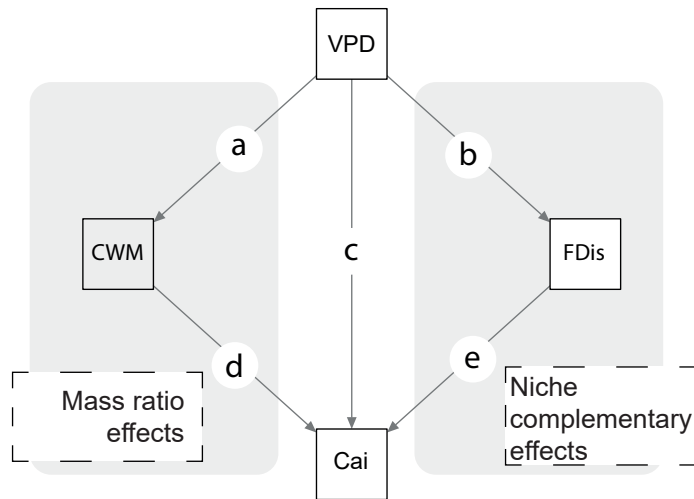 VPD
a
b
CWM
c
FDis
d
e
Mass ratio
effects
Niche
complementary
effects
Cai